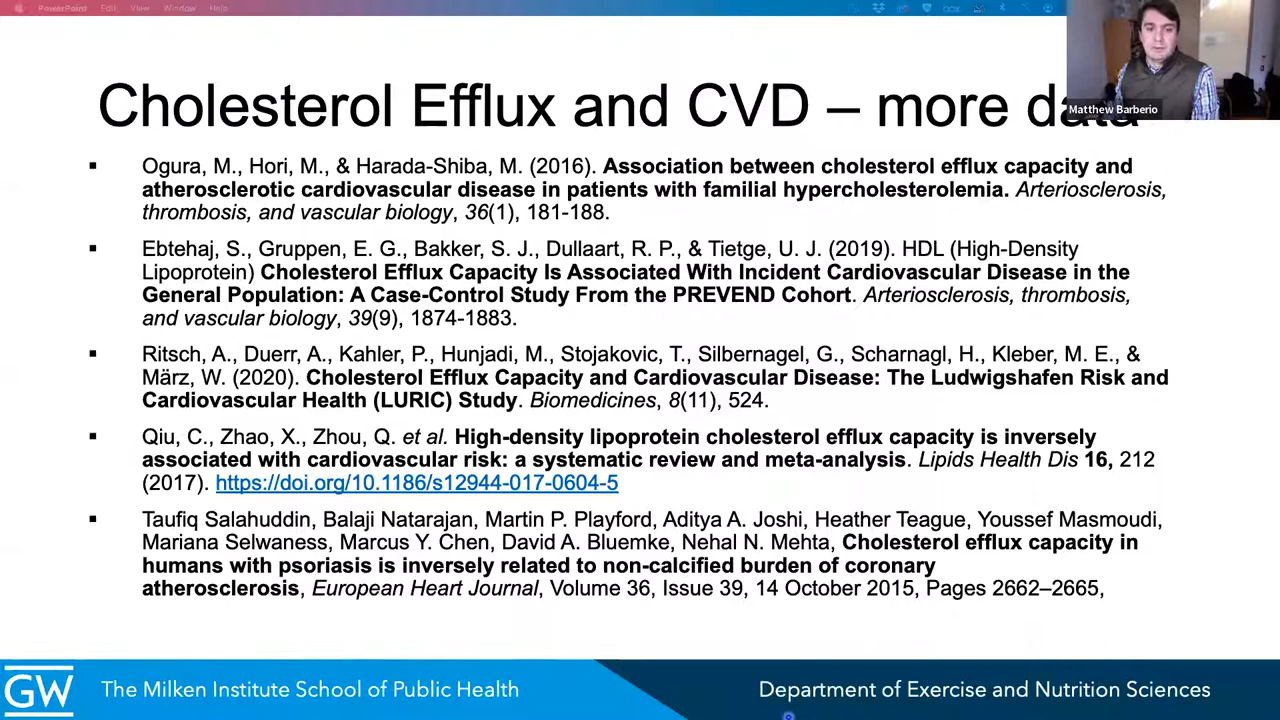 PowerPoint Edit View Window Help
box
Matthew Barberio
Cholesterol Efflux and CVD – more data
▪ Ogura, M., Hori, M., & Harada-Shiba, M. (2016). Association between cholesterol efflux capacity and
atherosclerotic cardiovascular disease in patients with familial hypercholesterolemia. Arteriosclerosis,
thrombosis, and vascular biology, 36(1), 181-188.
▪ Ebtehaj, S., Gruppen, E. G., Bakker, S. J., Dullaart, R. P., & Tietge, U. J. (2019). HDL (High-Density
Lipoprotein) Cholesterol Efflux Capacity Is Associated With Incident Cardiovascular Disease in the
General Population: A Case-Control Study From the PREVEND Cohort. Arteriosclerosis, thrombosis,
and vascular biology, 39(9), 1874-1883.
▪ Ritsch, A., Duerr, A., Kahler, P., Hunjadi, M., Stojakovic, T., Silbernagel, G., Scharnagl, H., Kleber, M. E., &
März, W. (2020). Cholesterol Efflux Capacity and Cardiovascular Disease: The Ludwigshafen Risk and
Cardiovascular Health (LURIC) Study. Biomedicines, 8(11), 524.
▪ Qiu, C., Zhao, X., Zhou, Q. et al. High-density lipoprotein cholesterol efflux capacity is inversely
associated with cardiovascular risk: a systematic review and meta-analysis. Lipids Health Dis 16, 212
(2017). https://doi.org/10.1186/s12944-017-0604-5
▪ Taufiq Salahuddin, Balaji Natarajan, Martin P. Playford, Aditya A. Joshi, Heather Teague, Youssef Masmoudi,
Mariana Selwaness, Marcus Y. Chen, David A. Bluemke, Nehal N. Mehta, Cholesterol efflux capacity in
humans with psoriasis is inversely related to non-calcified burden of coronary
atherosclerosis, European Heart Journal, Volume 36, Issue 39, 14 October 2015, Pages 2662–2665,
GW
The Milken Institute School of Public Health
Department of Exercise and Nutrition Sciences